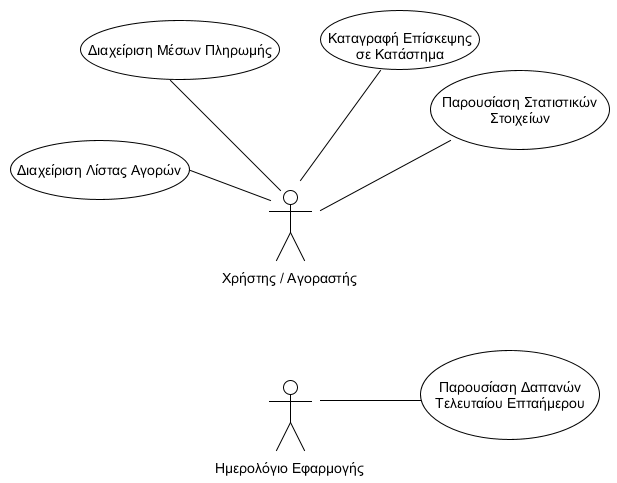 Καταγραφή Επίσκεψης
σε Κατάστημα
Διαχείριση Μέσων Πληρωμής
Παρουσίαση Στατιστικών
Στοιχείων
Διαχείριση Λίστας Αγορών
Χρήστης / Αγοραστής
Παρουσίαση Δαπανών
Τελευταίου Επταήμερου
Ημερολόγιο Εφαρμογής